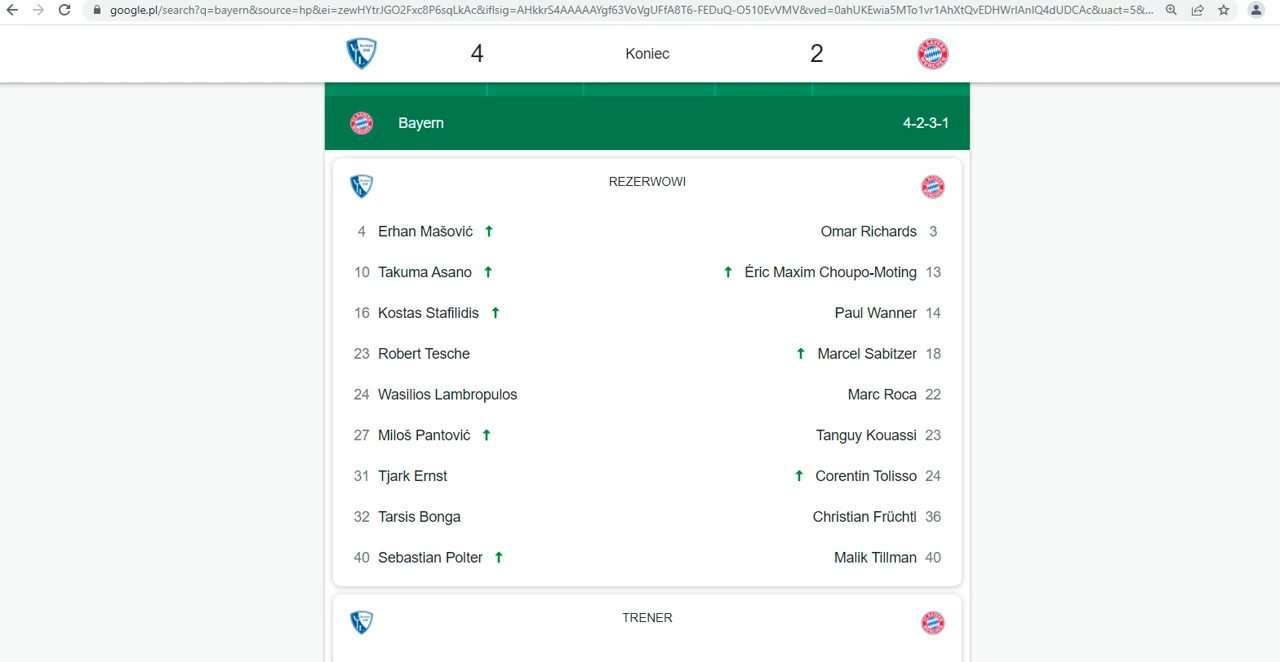 google.pl/search?q=bayern&source=hp&ei=zewHYtrJGO2Fxc8P6sqLkAc&iflsig=AHkkrS4AAAAAYgf63VoVgUFfA8T6-FEDuQ-O510EvVMV&ved=0ahUKEwia5MTo1vr1AhXtQvEDHWrlAnIQ4dUDCAc&uact=5&...
4 Koniec 2
Bayern 4-2-3-1
REZERWOWI
4 Erhan Mašović Omar Richards 3
10 Takuma Asano Éric Maxim Choupo-Moting 13
16 Kostas Stafilidis Paul Wanner 14
23 Robert Tesche Marcel Sabitzer 18
24 Wasilios Lambropulos Marc Roca 22
27 Miloš Pantović Tanguy Kouassi 23
31 Tjark Ernst Corentin Tolisso 24
32 Tarsis Bonga Christian Früchtl 36
40 Sebastian Polter Malik Tillman 40
TRENER